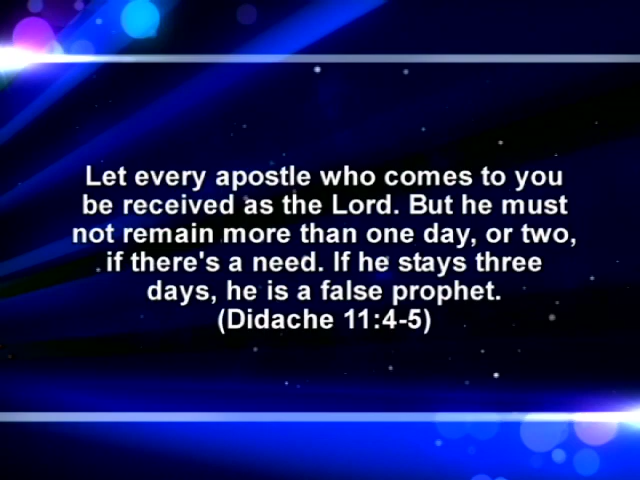 Let every apostle who comes to you
be received as the Lord. But he must
not remain more than one day, or two,
if there's a need. If he stays three
days, he is a false prophet.
(Didache 11:4-5)